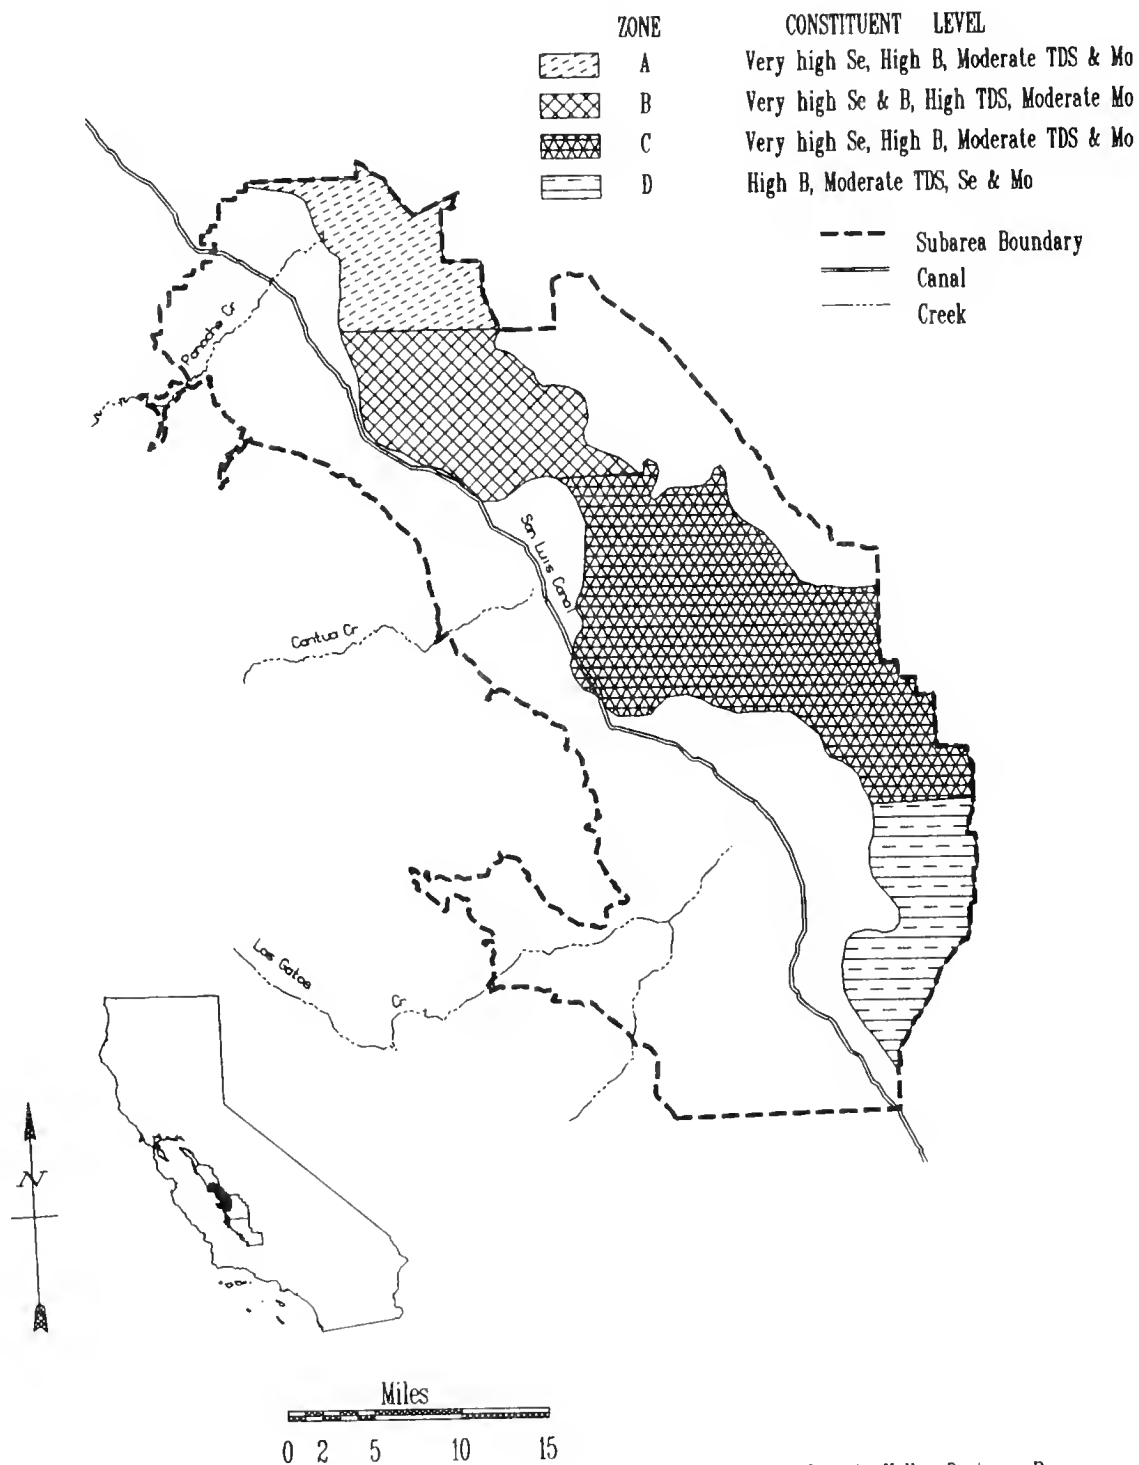 ZONE CONSTITUENT LEVEL
A Very high Se, High B, Moderate TDS & Mo
B Very high Se & B, High TDS, Moderate Mo
C Very high Se, High B, Moderate TDS & Mo
D High B, Moderate TDS, Se & Mo
Subarea Boundary
Canal
Creek
Panoche Cr
San Luis Canal
Cantua Cr
Los Gatos
Cr
N
Miles
0 2 5 10 15